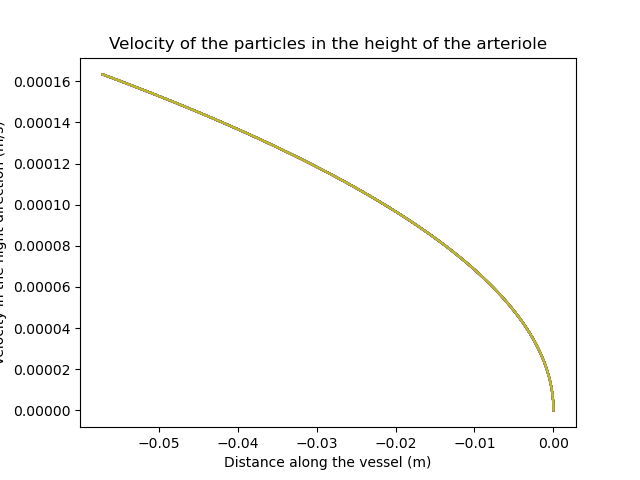 Velocity of the particles in the height of the arteriole
0.00016
0.00014
0.00012
0.00010
0.00008
0.00006
0.00004
0.00002
0.00000
in the
direction (m/s)
−0.05 −0.04 −0.03 −0.02 −0.01 0.00
Distance along the vessel (m)